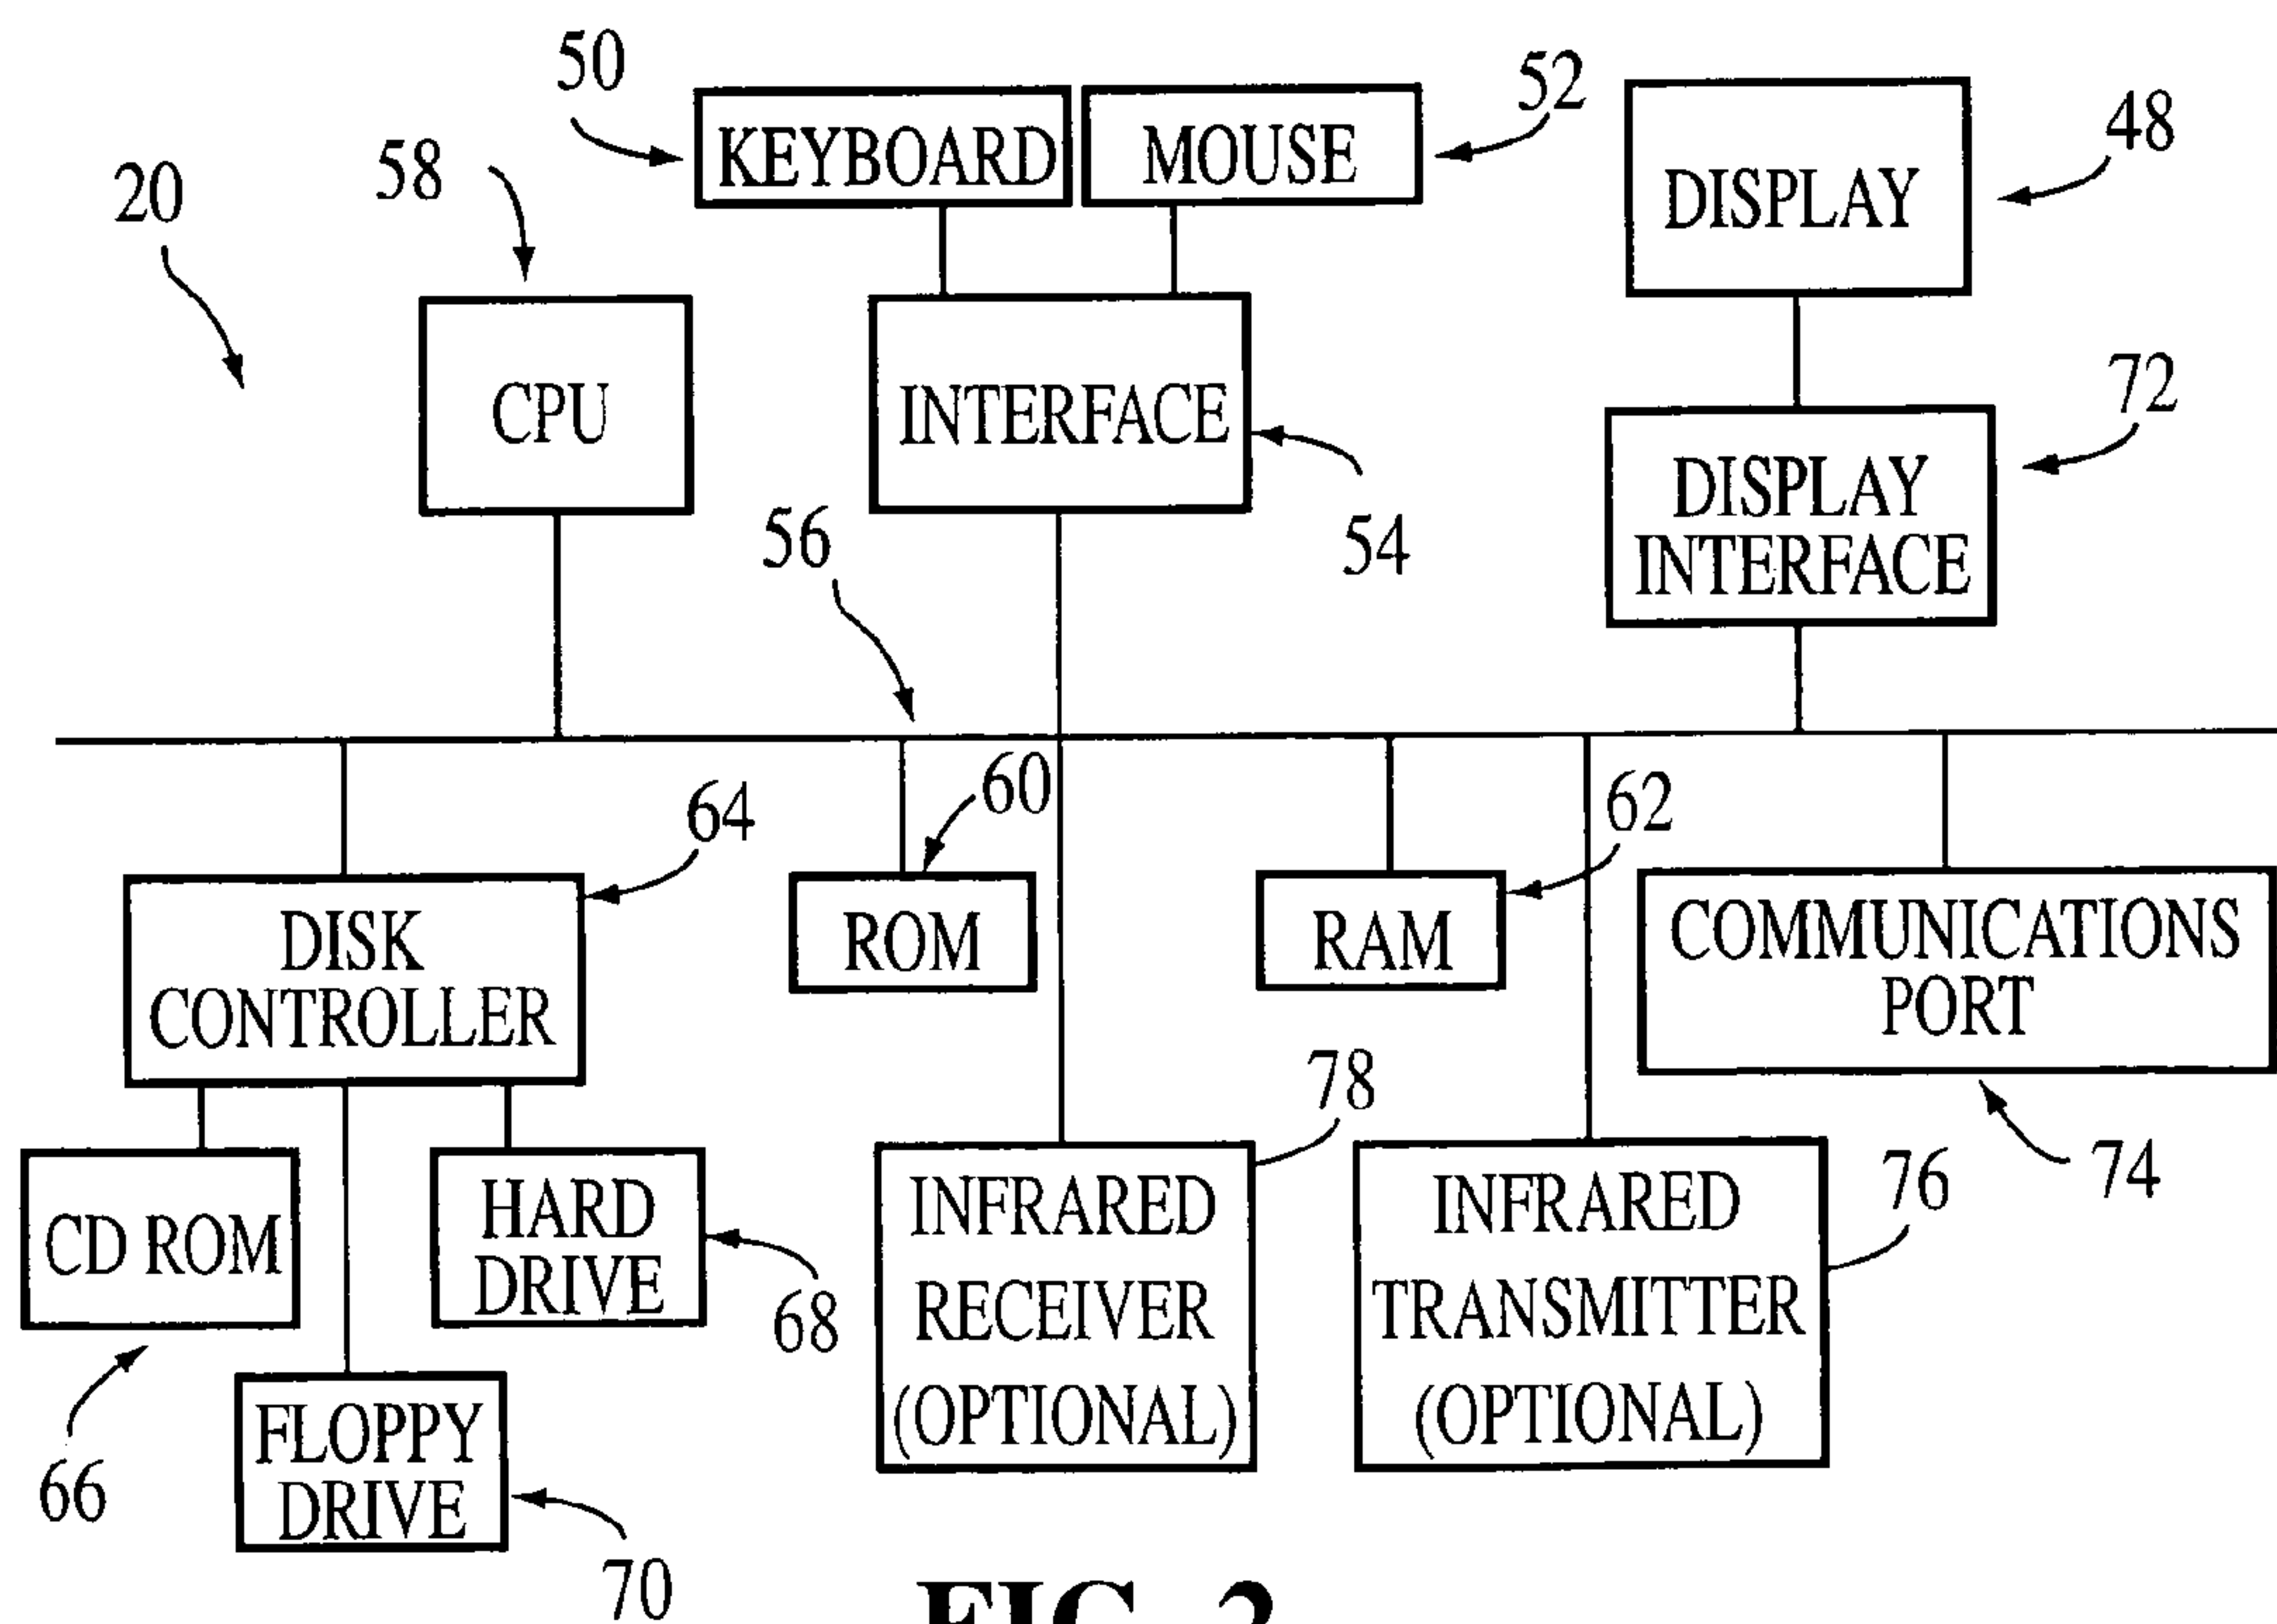 50
KEYBOARD
MOUSE
52
DISPLAY
48
58
20
CPU
INTERFACE
54
72
DISPLAY
INTERFACE
56
64
60
62
DISK
CONTROLLER
ROM
RAM
COMMUNICATIONS
PORT
74
78
76
CD ROM
66
HARD
DRIVE
68
INFRARED
RECEIVER
(OPTIONAL)
INFRARED
TRANSMITTER
(OPTIONAL)
FLOPPY
DRIVE
70
FIG. 2